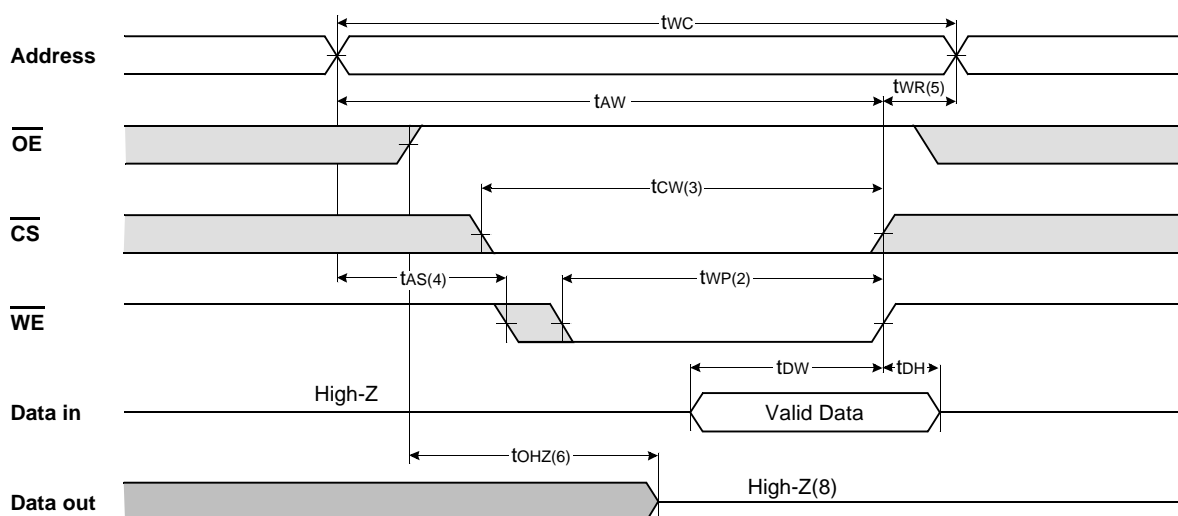 tWC
Address
tWR(5)
tAW
OE
tCW(3)
CS
tAS(4)
tWP(2)
WE
tDW
tDH
High-Z
Data in
Valid Data
tOHZ(6)
High-Z(8)
Data out